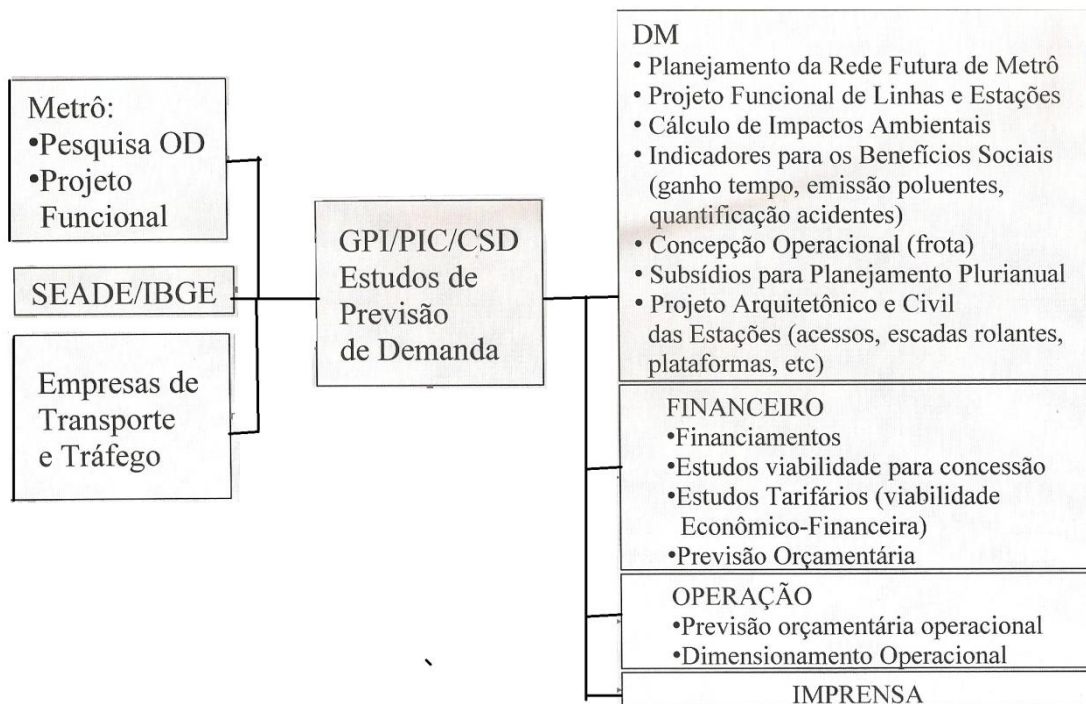 Metrô:
•Pesquisa OD
•Projeto
Funcional
SEADE/IBGE
Empresas de
Transporte
e Tráfego
GPI/PIC/CSD
Estudos de
Previsão
de Demanda
DM
• Planejamento da Rede Futura de Metrô
• Projeto Funcional de Linhas e Estações
• Cálculo de Impactos Ambientais
• Indicadores para os Benefícios Sociais
(ganho tempo, emissão poluentes,
quantificação acidentes)
• Concepção Operacional (frota)
• Subsídios para Planejamento Plurianual
• Projeto Arquitetônico e Civil
das Estações (acessos, escadas rolantes,
plataformas, etc)
FINANCEIRO
•Financiamentos
•Estudos viabilidade para concessão
•Estudos Tarifários (viabilidade
Econômico-Financeira)
•Previsão Orçamentária
OPERAÇÃO
•Previsão orçamentária operacional
•Dimensionamento Operacional
IMPRENSA